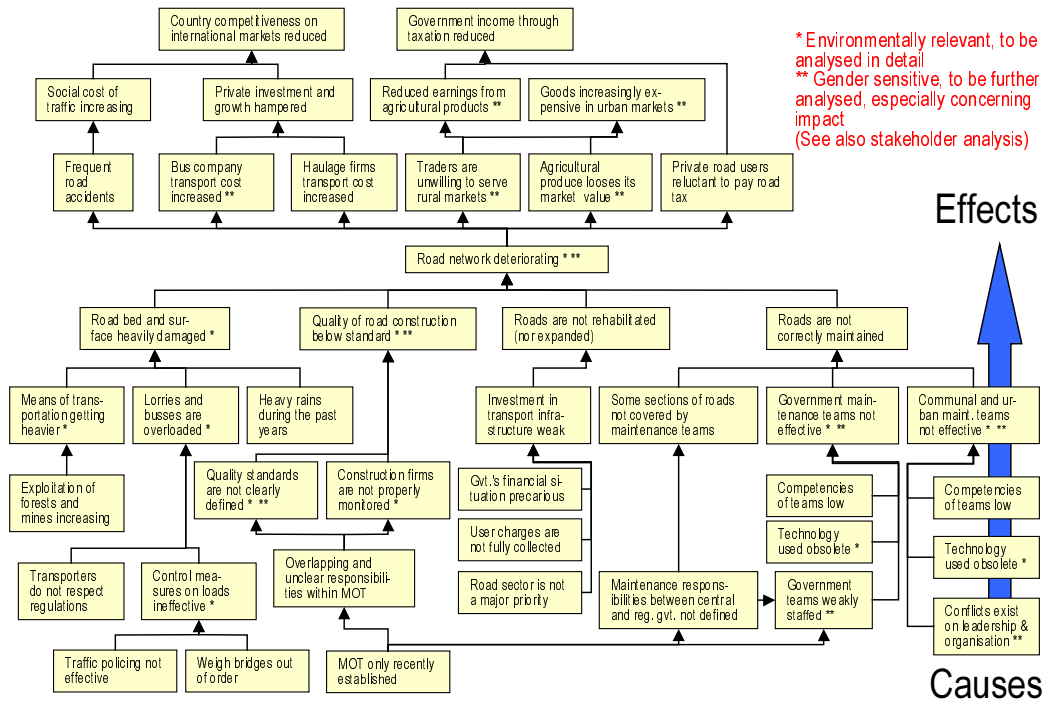 Country competitiveness on
international markets reduced
Government income through
taxation reduced
* Environmentally relevant, to be
analysed in detail
** Gender sensitive, to be further
analysed, especially concerning
impact
(See also stakeholder analysis)
Social cost of
traffic increasing
Private investment and
growth hampered
Reduced earnings from
agricultural products **
Goods increasingly ex-
pensive in urban markets **
Frequent
road
accidents
Bus company
transport cost
increased **
Haulage firms
transport cost
increased
Traders are
unwilling to serve
rural markets **
Agricultural
produce looses its
market value **
Private road users
reluctant to pay road
tax
Effects
Road network deteriorating * **
Road bed and sur-
face heavily damaged *
Quality of road construction
below standard * **
Roads are not rehabilitated
(nor expanded)
Roads are not
correctly maintained
Means of trans-
portation getting
heavier *
Lorries and
busses are
overloaded *
Heavy rains
during the past
years
Investment in
transport infra-
structure weak
Some sections of roads
not covered by
maintenance teams
Government main-
tenance teams not
effective * **
Communal and ur-
ban maint. teams
not effective * **
Exploitation of
forests and
mines increasing
Quality standards
are not clearly
defined * **
Construction firms
are not properly
monitored *
Gvt.'s financial si-
tuation precarious
Competencies
of teams low
Competencies
of teams low
User charges are
not fully collected
Technology
used obsolete *
Technology
used obsolete *
Transporters
do not respect
regulations
Control mea-
sures on loads
ineffective *
Overlapping and
unclear responsibili-
ties within MOT
Road sector is not
a major priority
Maintenance respons-
ibilities between central
and reg. gvt. not defined
Government
teams weakly
staffed **
Conflicts exist
on leadership &
organisation **
Traffic policing not
effective
Weigh bridges out
of order
MOT only recently
established
Causes